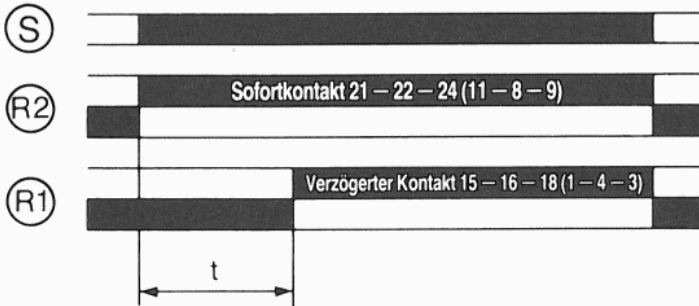 S
R2
Sofortkontakt 21 – 22 – 24 (11 – 8 – 9)
R1
Verzögerter Kontakt 15 – 16 – 18 (1 – 4 – 3)
t